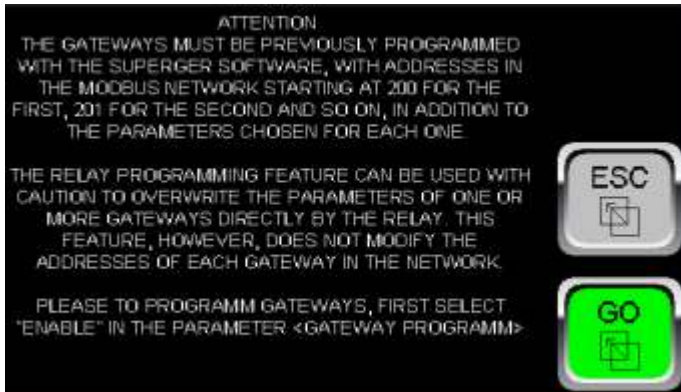 ATTENTION
THE GATEWAYS MUST BE PREVIOUSLY PROGRAMMED
WITH THE SUPERGER SOFTWARE, WITH ADDRESSES IN
THE MODBUS NETWORK STARTING AT 200 FOR THE
FIRST, 201 FOR THE SECOND AND SO ON, IN ADDITION TO
THE PARAMETERS CHOSEN FOR EACH ONE.
THE RELAY PROGRAMMING FEATURE CAN BE USED WITH
CAUTION TO OVERWRITE THE PARAMETERS OF ONE OR
MORE GATEWAYS DIRECTLY BY THE RELAY. THIS
FEATURE, HOWEVER, DOES NOT MODIFY THE
ADDRESSES OF EACH GATEWAY IN THE NETWORK.
PLEASE TO PROGRAMM GATEWAYS, FIRST SELECT
"ENABLE" IN THE PARAMETER <GATEWAY PROGRAMM>
ESC
GO